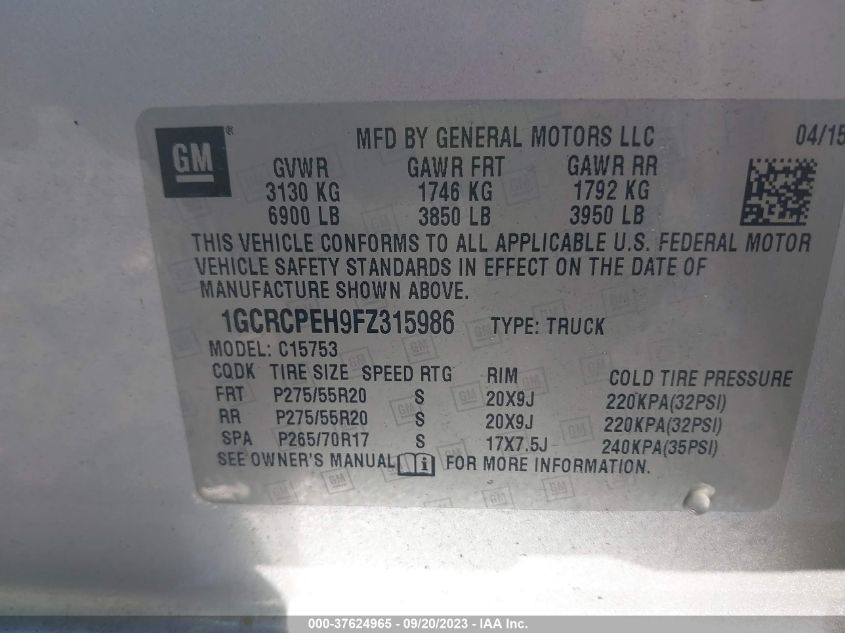 GM ® MFD BY GENERAL MOTORS LLC 04/15
GVWR GAWR FRT GAWR RR
3130 KG 1746 KG 1792 KG
6900 LB 3850 LB 3950 LB
THIS VEHICLE CONFORMS TO ALL APPLICABLE U.S. FEDERAL MOTOR
VEHICLE SAFETY STANDARDS IN EFFECT ON THE DATE OF
MANUFACTURE SHOWN ABOVE.
1GCRCPEH9FZ315986 TYPE: TRUCK
MODEL: C15753
CQDK TIRE SIZE SPEED RTG RIM COLD TIRE PRESSURE
FRT P275/55R20 S 20X9J 220KPA(32PSI)
RR P275/55R20 S 20X9J 220KPA(32PSI)
SPA P265/70R17 S 17X7.5J 240KPA(35PSI)
SEE OWNER'S MANUAL i FOR MORE INFORMATION.
000-37624965 - 09/20/2023 - IAA Inc.